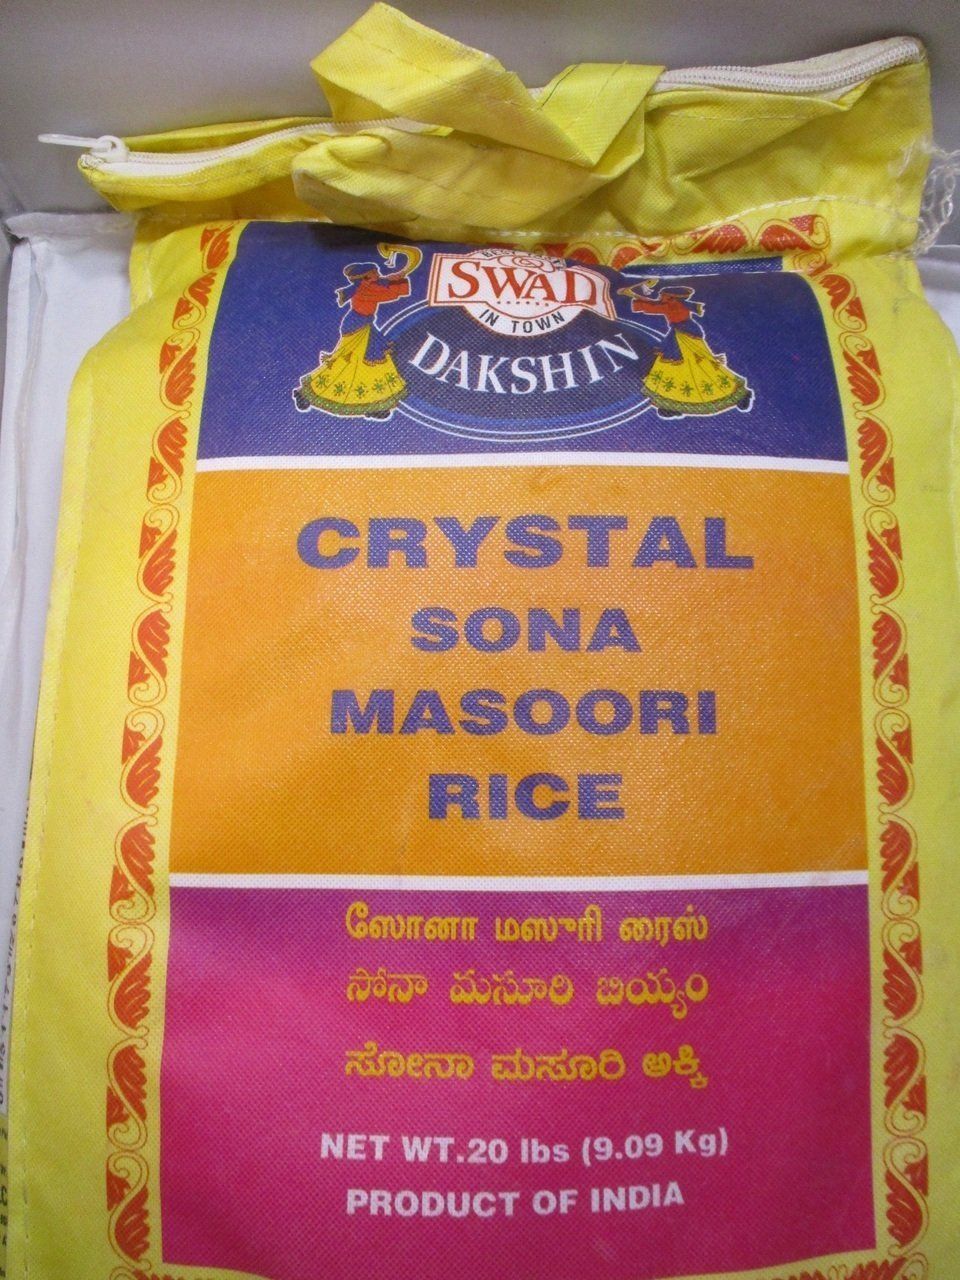 SWAD
IN TOWN
DAKSHIN
CRYSTAL
SONA
MASOORI
RICE
ஸோனா மஸுரி ரைஸ்
సోనా మసూరి బియ్యం
ಸೋನಾ ಮಸೂರಿ ಅಕ್ಕಿ
NET WT.20 lbs (9.09 Kg)
PRODUCT OF INDIA